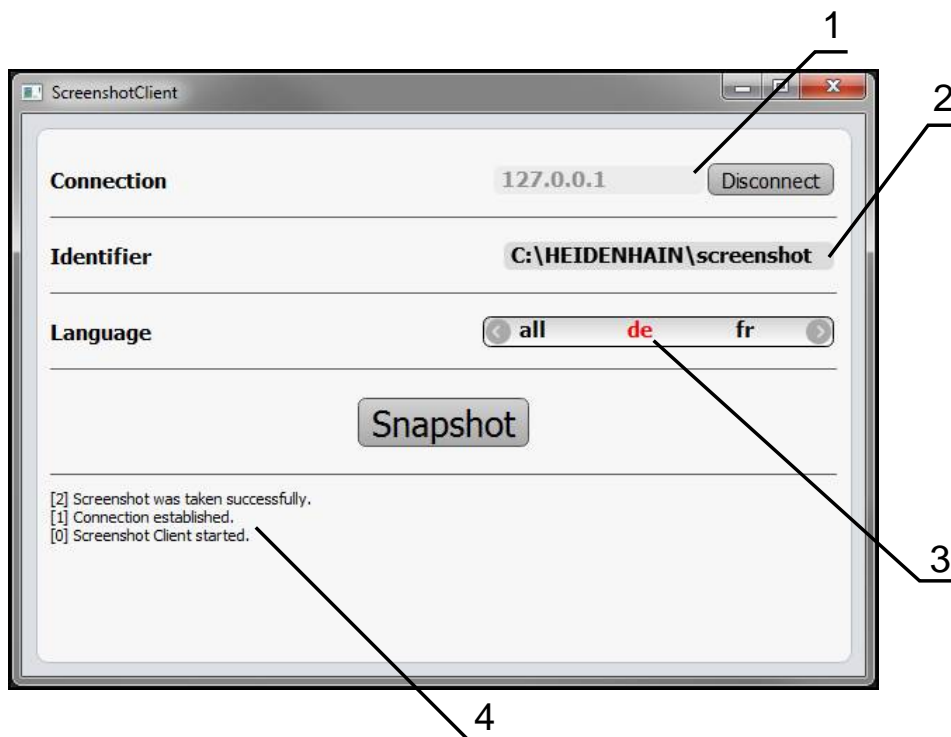 1
ScreenshotClient
2
Connection 127.0.0.1 Disconnect
Identifier C:\HEIDENHAIN\screenshot
Language all de fr
Snapshot
[2] Screenshot was taken successfully.
[1] Connection established.
[0] Screenshot Client started.
3
4